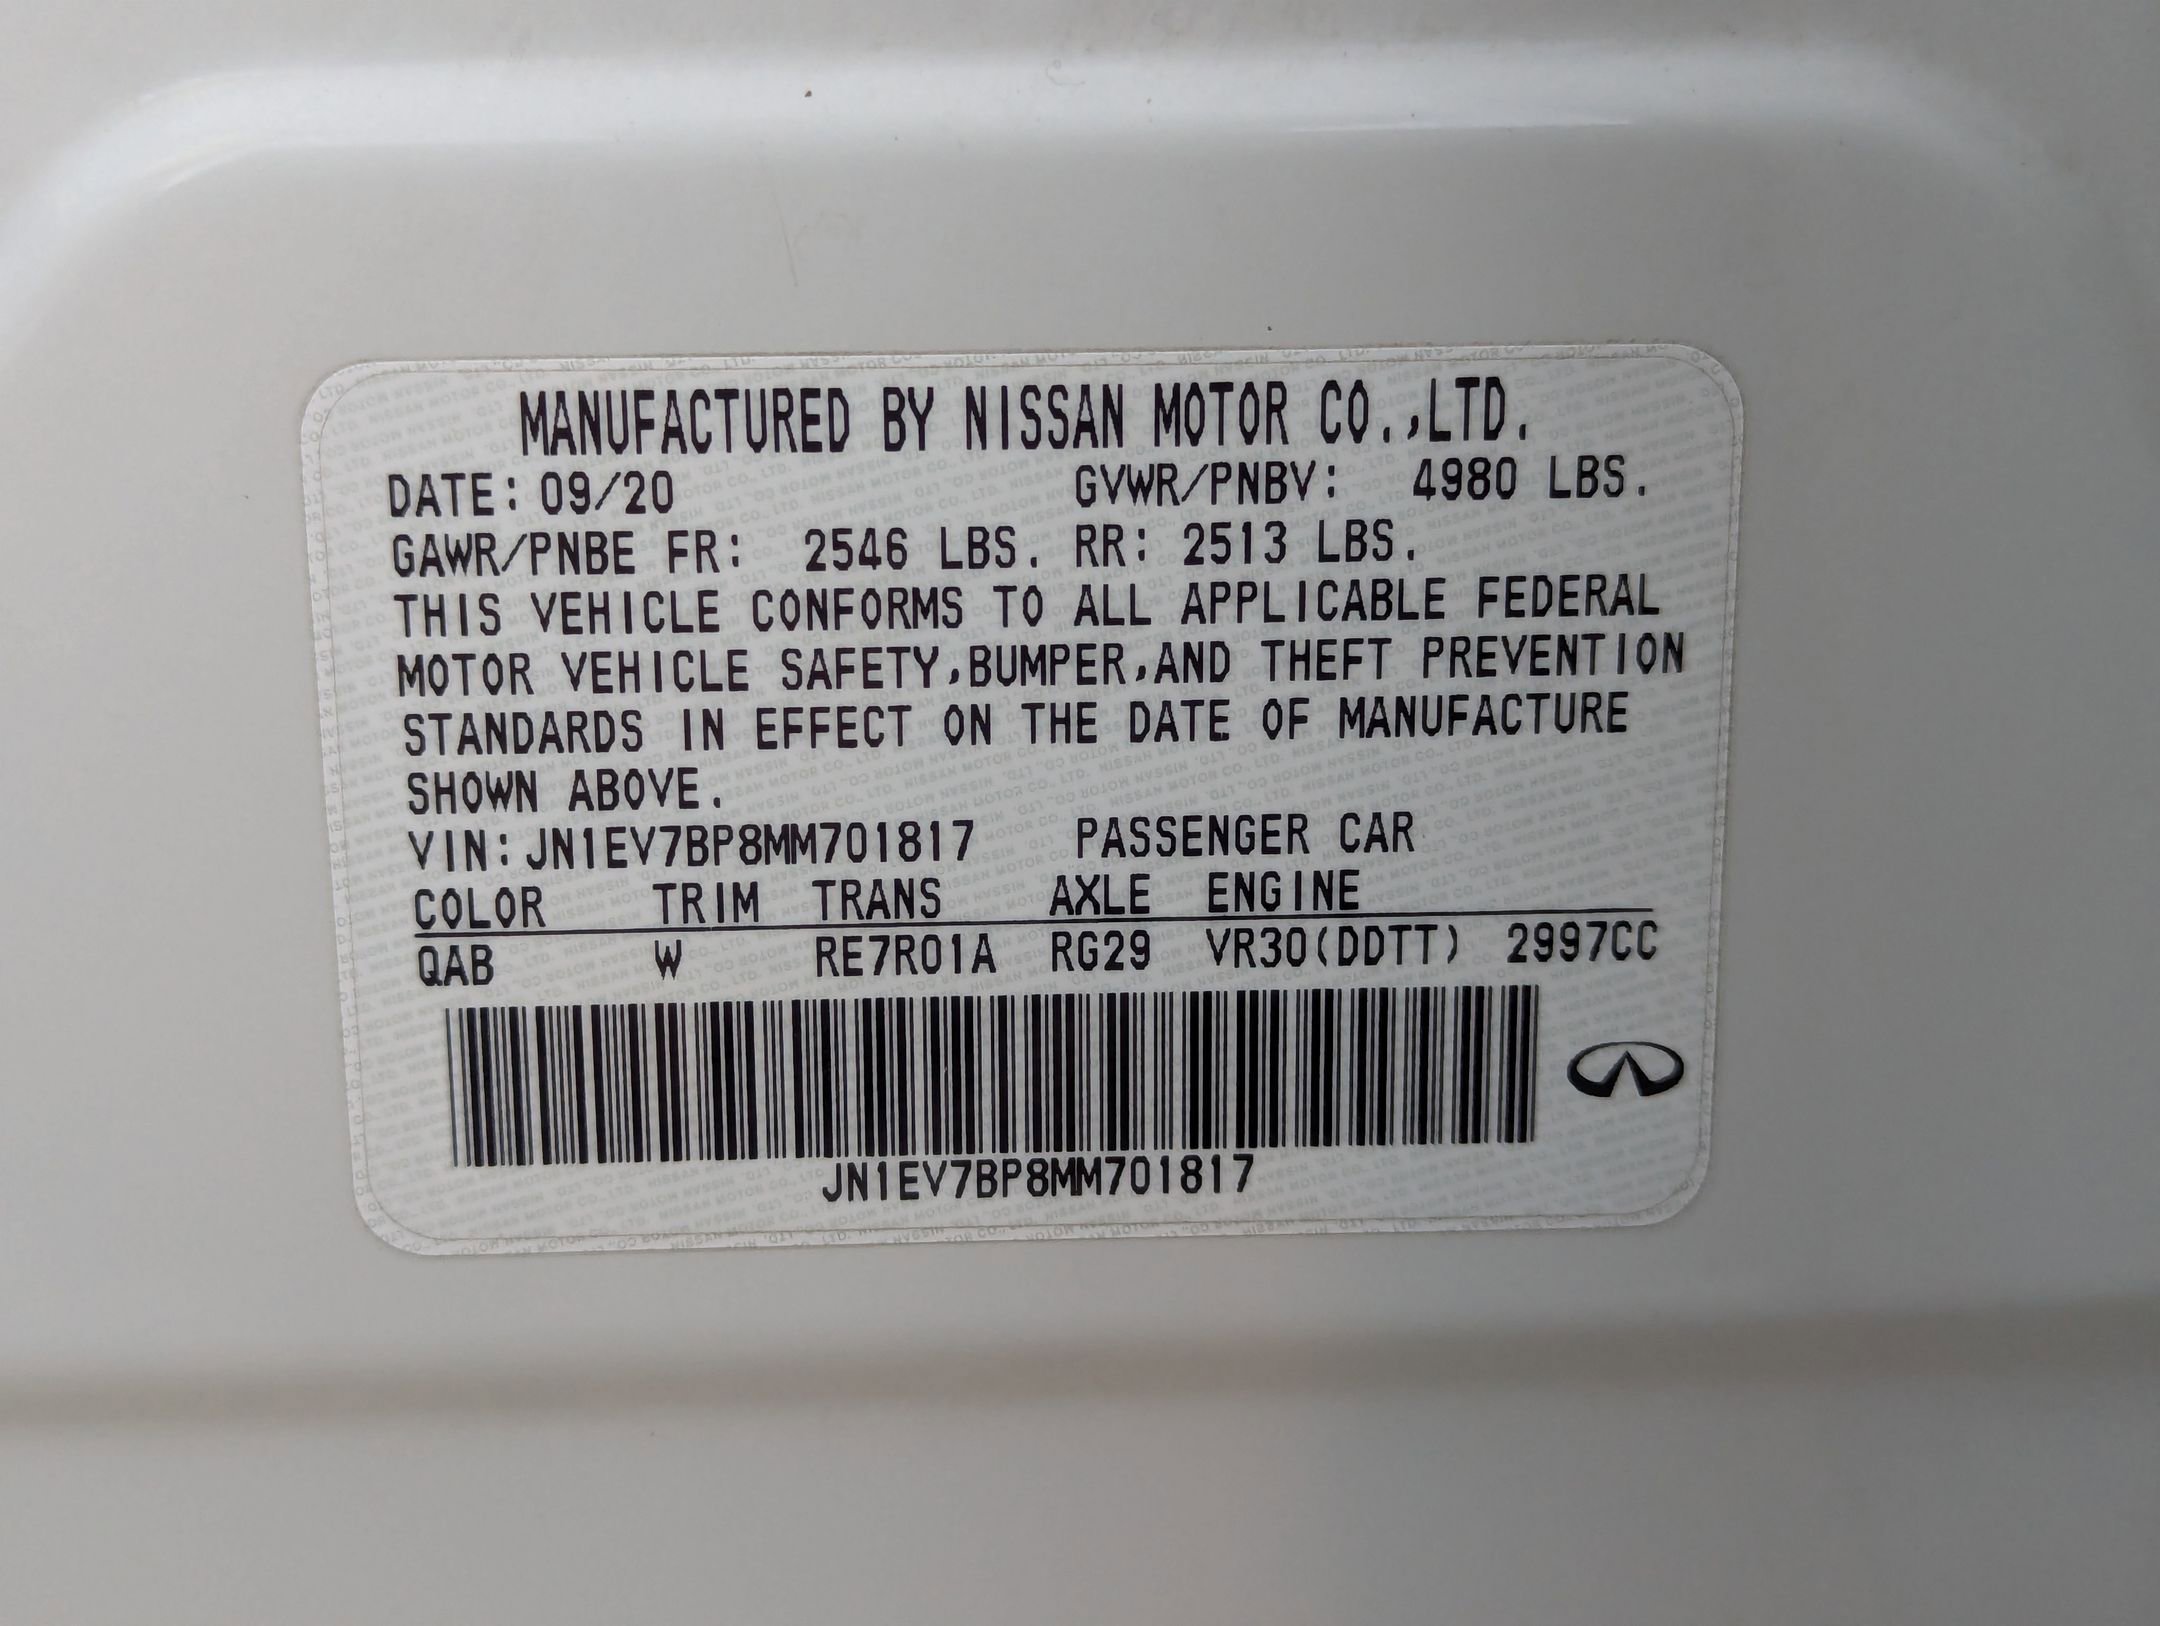 MANUFACTURED BY NISSAN MOTOR CO.,LTD.
DATE: 09/20 GVWR/PNBV: 4980 LBS.
GAWR/PNBE FR: 2546 LBS. RR: 2513 LBS.
THIS VEHICLE CONFORMS TO ALL APPLICABLE FEDERAL
MOTOR VEHICLE SAFETY,BUMPER,AND THEFT PREVENTION
STANDARDS IN EFFECT ON THE DATE OF MANUFACTURE
SHOWN ABOVE.
VIN:JN1EV7BP8MM701817 PASSENGER CAR
COLOR TRIM TRANS AXLE ENGINE
QAB W RE7R01A RG29 VR30(DDTT) 2997CC
JN1EV7BP8MM701817